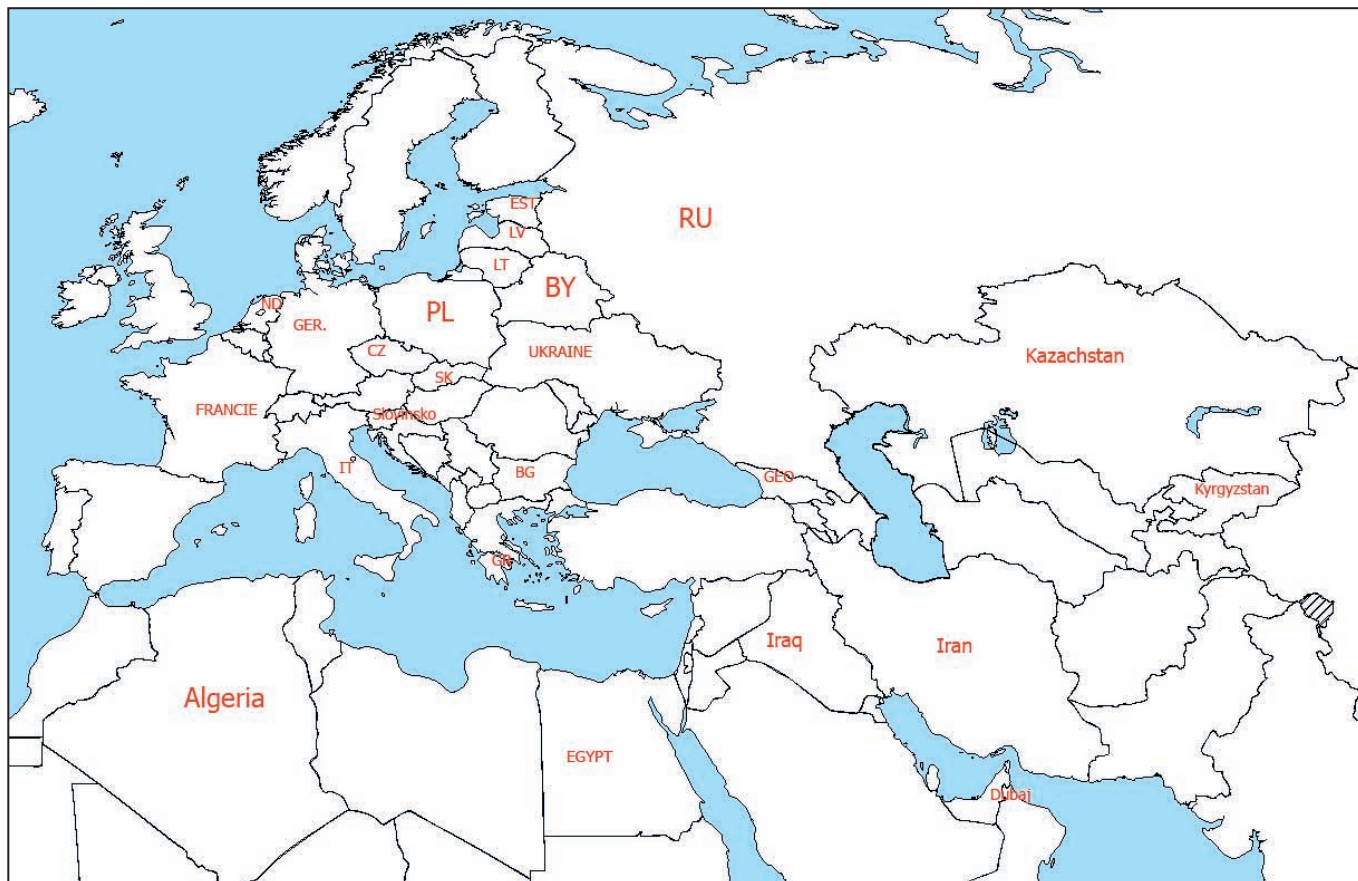 EST
RU
LV
LT
BY
ND
PL
GER.
CZ
UKRAINE
Kazachstan
SK
FRANCIE
Slovinsko
IT
BG
GEO
Kyrgyzstan
GR
Iraq
Iran
Algeria
EGYPT
Dubaj